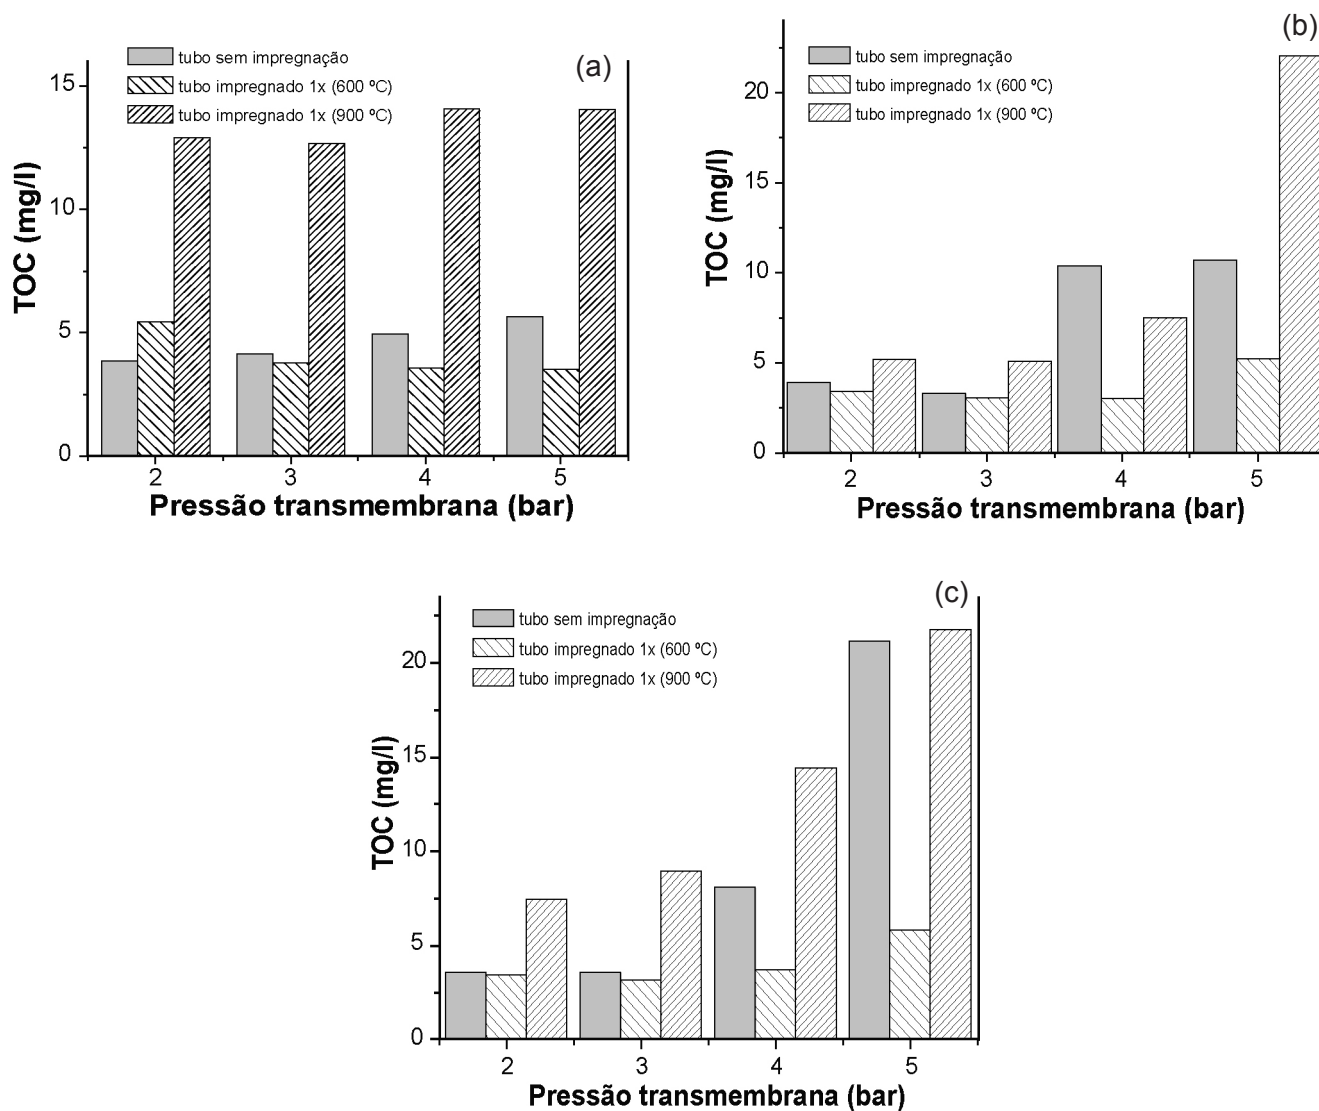 (a)
tubo sem impregnação
tubo impregnado 1x (600 ºC)
tubo impregnado 1x (900 ºC)
TOC (mg/l)
15
10
5
0
2 3 4 5
Pressão transmembrana (bar)
(b)
tubo sem impregnação
tubo impregnado 1x (600 ºC)
tubo impregnado 1x (900 ºC)
TOC (mg/l)
20
15
10
5
0
2 3 4 5
Pressão transmembrana (bar)
(c)
tubo sem impregnação
tubo impregnado 1x (600 ºC)
tubo impregnado 1x (900 ºC)
TOC (mg/l)
20
15
10
5
0
2 3 4 5
Pressão transmembrana (bar)